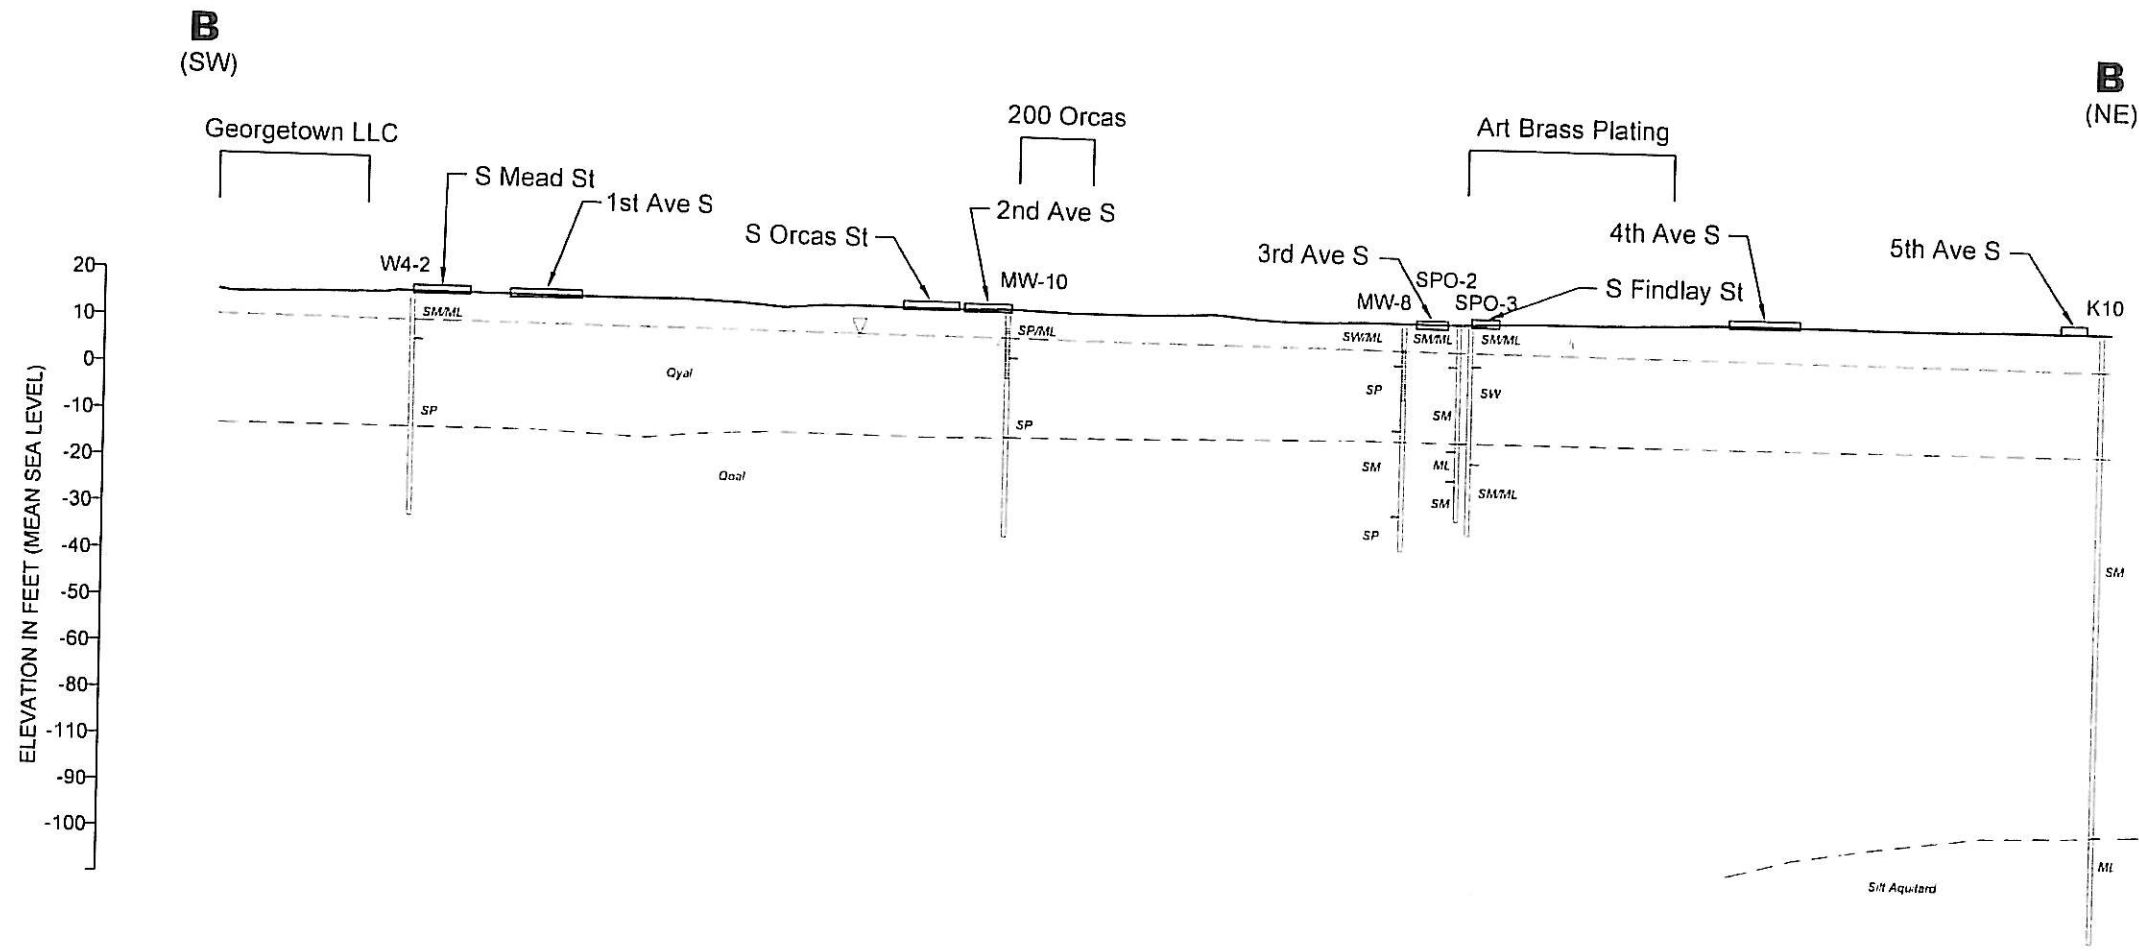 B
(SW)
B
(NE)
Georgetown LLC
200 Orcas
Art Brass Plating
S Mead St
1st Ave S
S Orcas St
2nd Ave S
3rd Ave S
4th Ave S
5th Ave S
S Findlay St
W4-2
MW-10
MW-8
SPO-2
SPO-3
K10
ELEVATION IN FEET (MEAN SEA LEVEL)
20
10
0
-10
-20
-30
-40
-50
-60
-80
-110
-90
-100
SM/ML
SP
Qyal
Qoal
SP/ML
SP
SW/ML
SP
SM
SP
SM/ML
SM
ML
SM
SM/ML
SW
SM/ML
SM
ML
Silt Aquitard